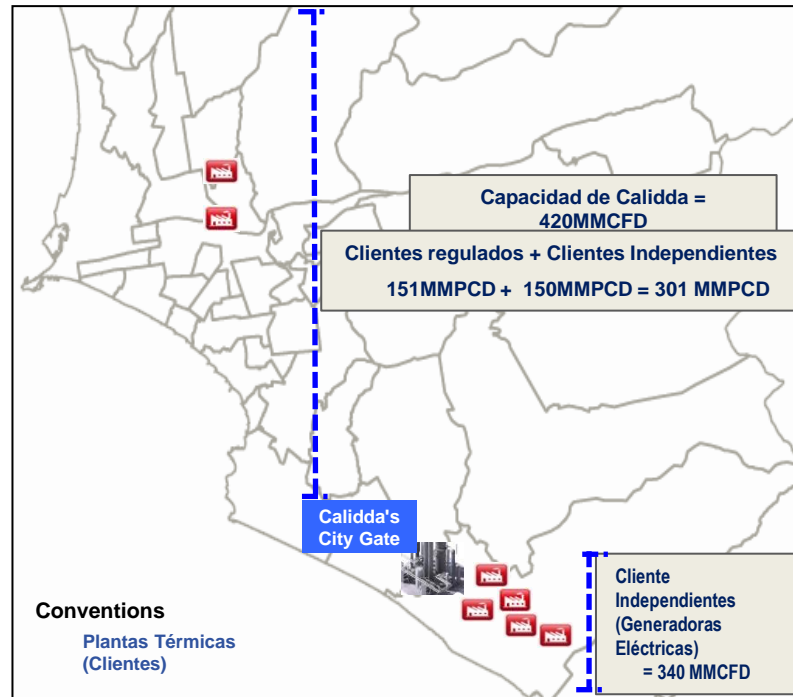 Capacidad de Calidda =
420MMCFD
Clientes regulados + Clientes Independientes
151MMPCD + 150MMPCD = 301 MMPCD
Calidda's
City Gate
Conventions
Plantas Térmicas
(Clientes)
Cliente
Independientes
(Generadoras
Eléctricas)
= 340 MMCFD